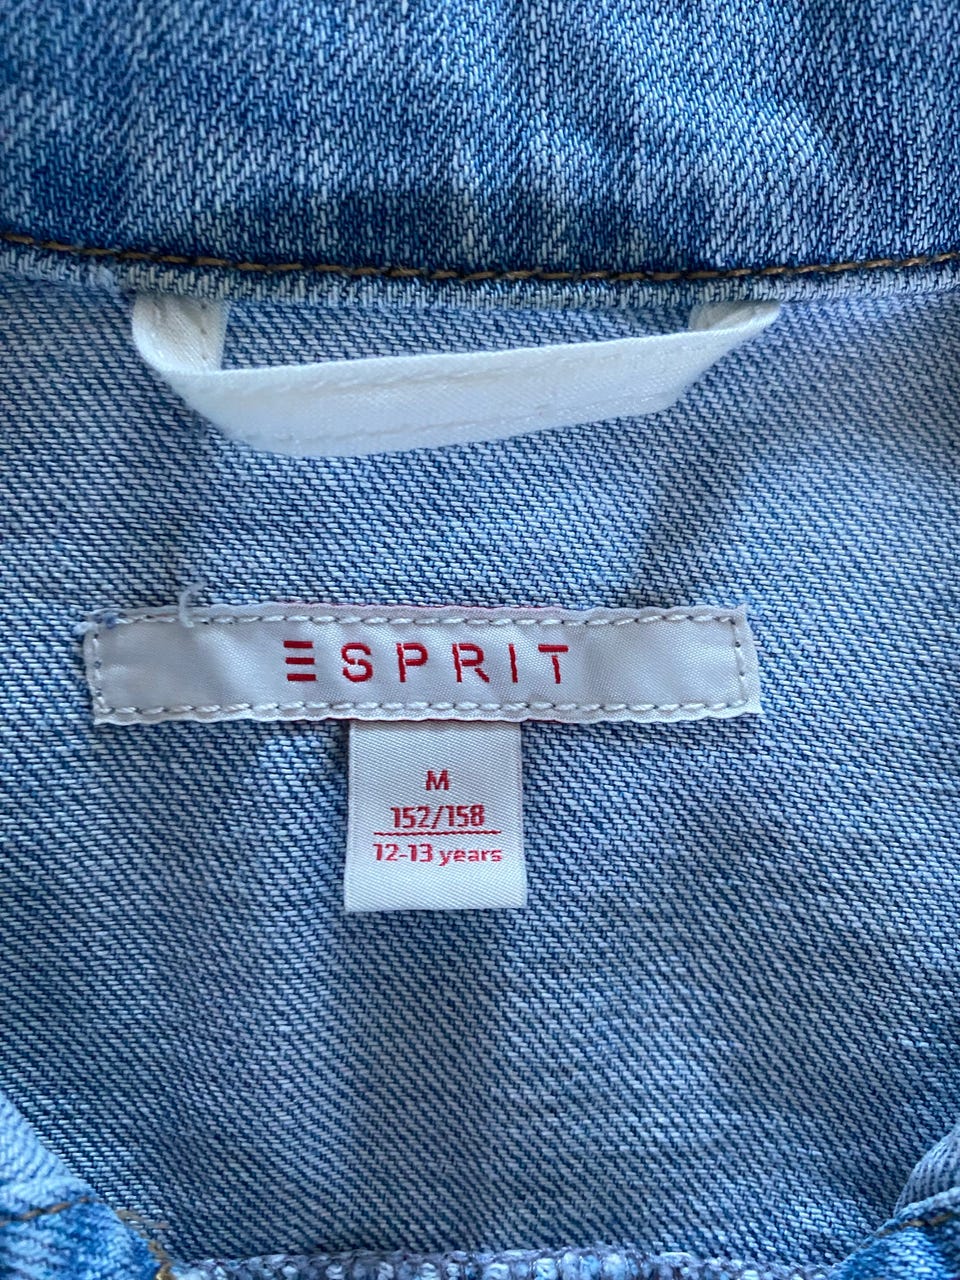 ESPRIT
M
152/158
12-13 years